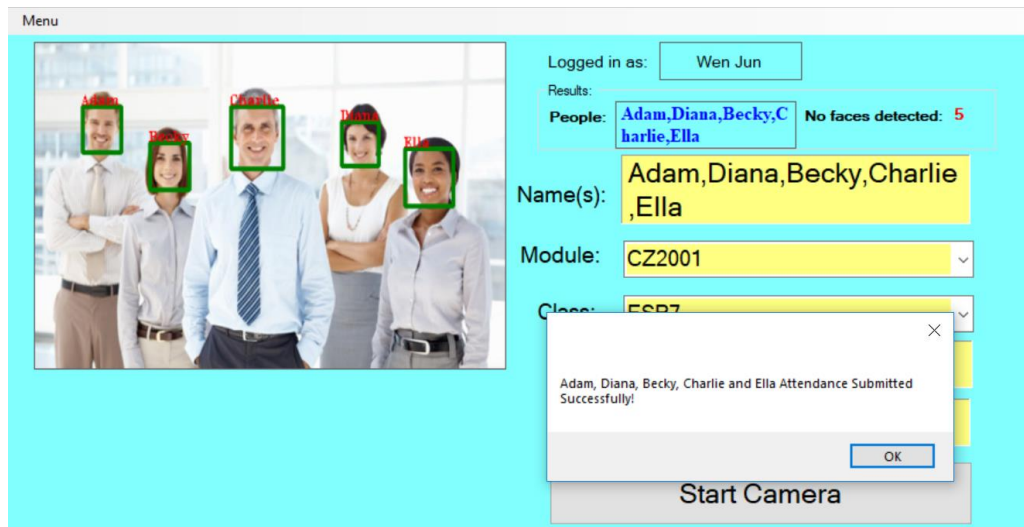 Menu
Adam
Becky
Charlie
Diana
Ella
Logged in as: Wen Jun
Results:
People: Adam,Diana,Becky,C
harlie,Ella
No faces detected: 5
Name(s): Adam,Diana,Becky,Charlie
,Ella
Module: CZ2001
Adam, Diana, Becky, Charlie and Ella Attendance Submitted
Successfully!
OK
Start Camera